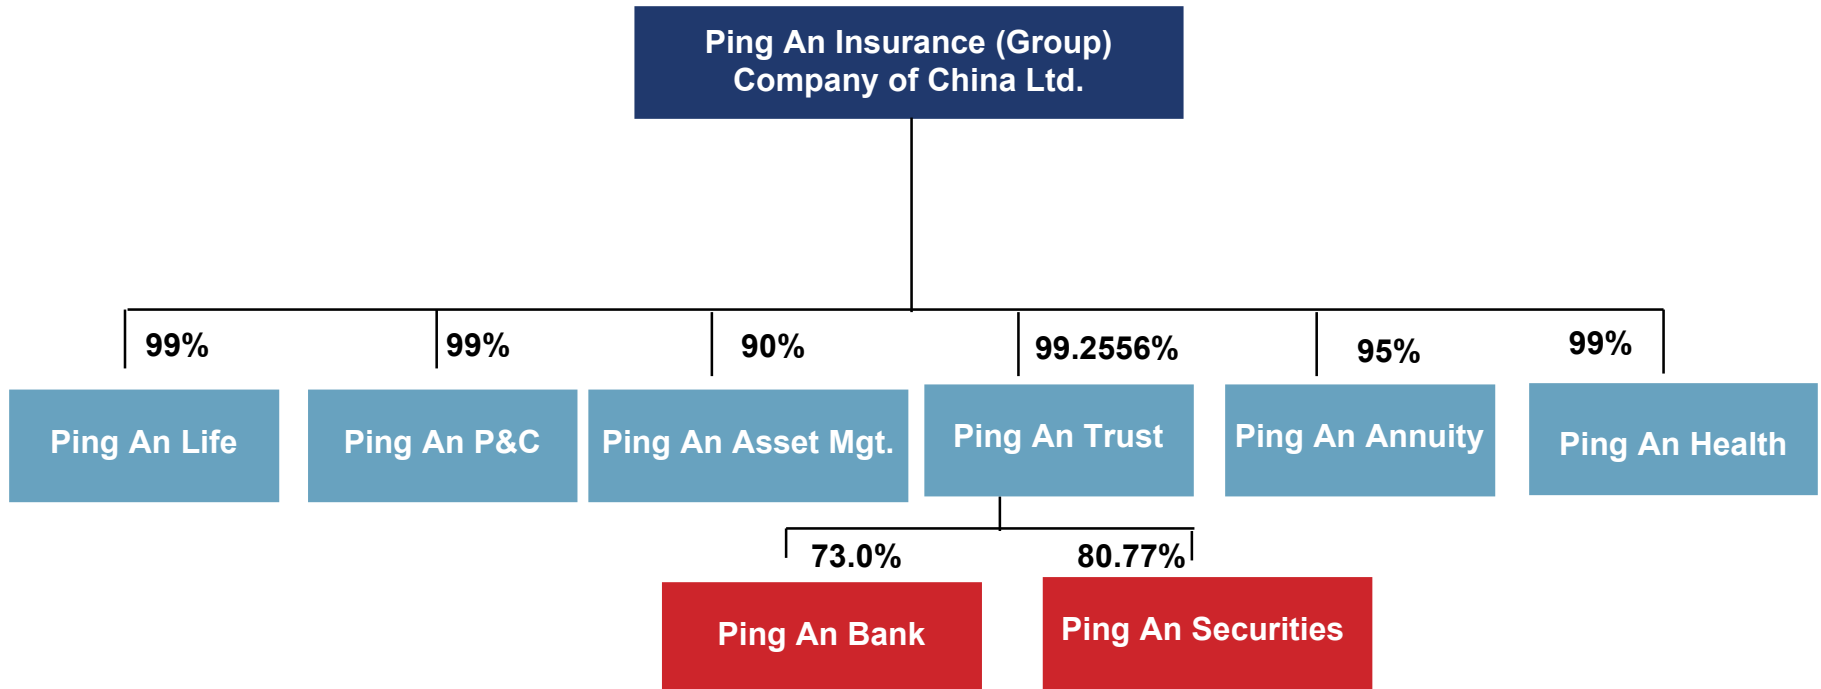 Ping An Insurance (Group)
Company of China Ltd.
99%
99%
90%
99.2556%
95%
99%
Ping An Life
Ping An P&C
Ping An Asset Mgt.
Ping An Trust
Ping An Annuity
Ping An Health
73.0%
80.77%
Ping An Bank
Ping An Securities